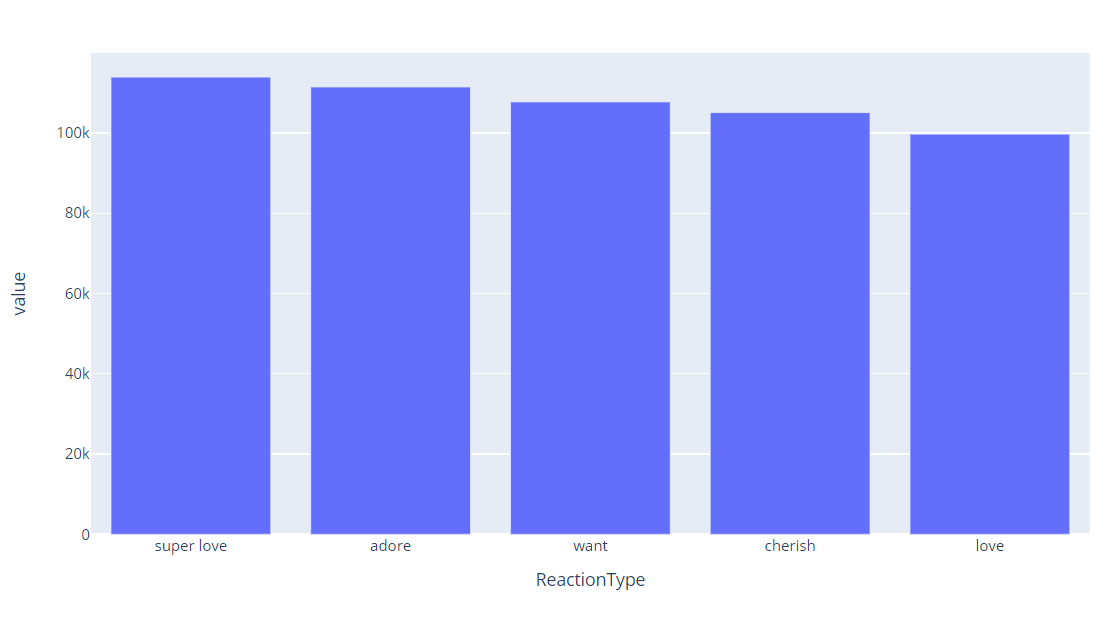 value
100k
80k
60k
40k
20k
0
super love adore want cherish love
ReactionType